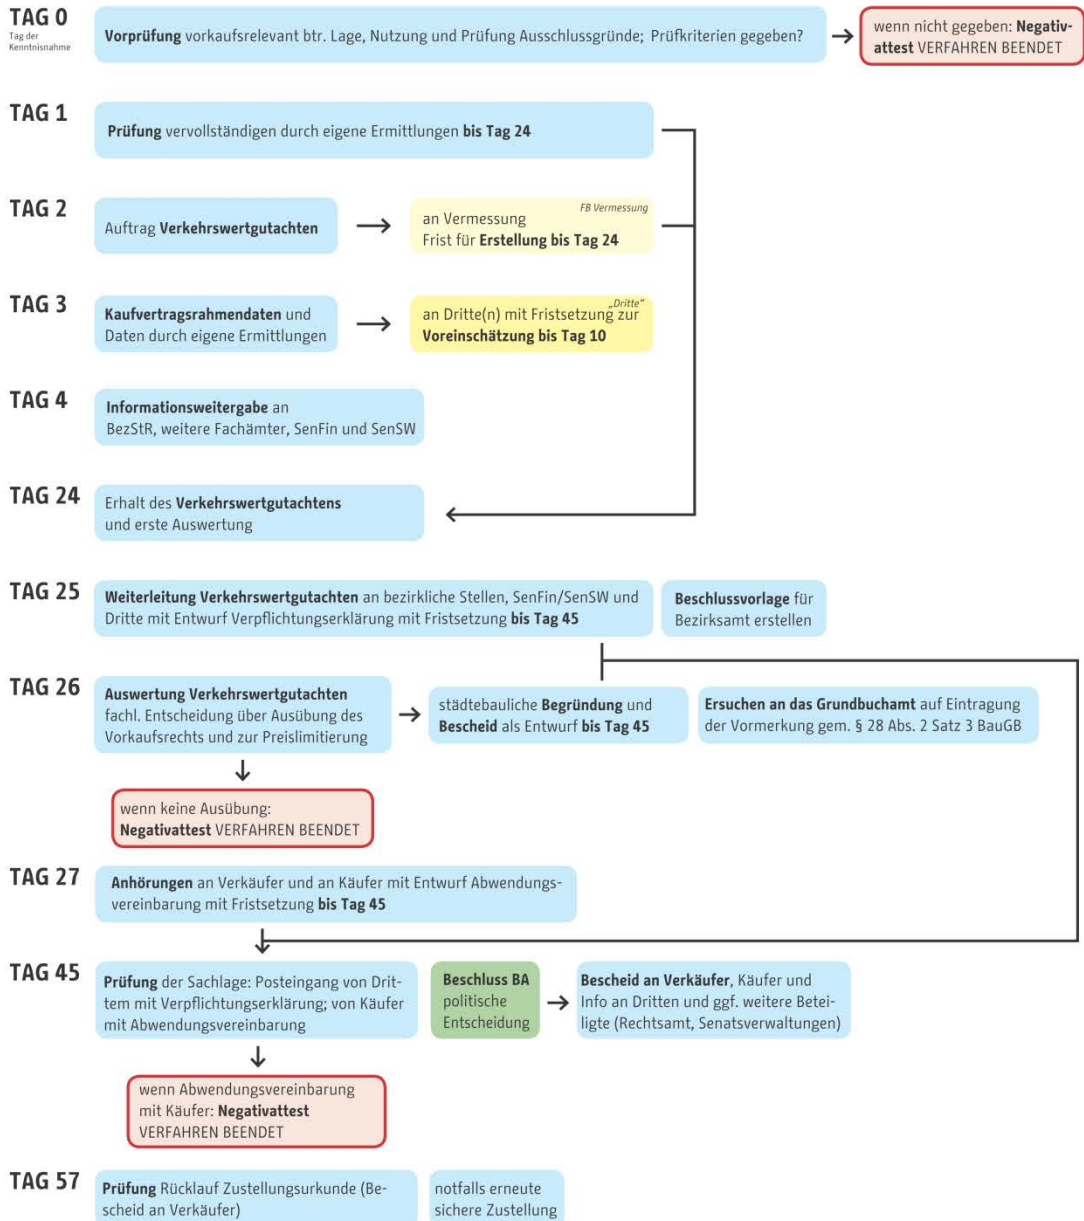 TAG 0
Tag der
Kenntnisnahme
Vorprüfung vorkaufsrelevant btr. Lage, Nutzung und Prüfung Ausschlussgründe; Prüfkriterien gegeben?
wenn nicht gegeben: Negativ-
attest VERFAHREN BEENDET
TAG 1
Prüfung vervollständigen durch eigene Ermittlungen bis Tag 24
TAG 2
Auftrag Verkehrswertgutachten
FB Vermessung
an Vermessung
Frist für Erstellung bis Tag 24
TAG 3
Kaufvertragsrahmendaten und
Daten durch eigene Ermittlungen
„Dritte“
an Dritte(n) mit Fristsetzung zur
Voreinschätzung bis Tag 10
TAG 4
Informationsweitergabe an
BezStR, weitere Fachämter, SenFin und SenSW
TAG 24
Erhalt des Verkehrswertgutachtens
und erste Auswertung
TAG 25
Weiterleitung Verkehrswertgutachten an bezirkliche Stellen, SenFin/SenSW und
Dritte mit Entwurf Verpflichtungserklärung mit Fristsetzung bis Tag 45
Beschlussvorlage für
Bezirksamt erstellen
TAG 26
Auswertung Verkehrswertgutachten
fachl. Entscheidung über Ausübung des
Vorkaufsrechts und zur Preislimitierung
städtebauliche Begründung und
Bescheid als Entwurf bis Tag 45
Ersuchen an das Grundbuchamt auf Eintragung
der Vormerkung gem. § 28 Abs. 2 Satz 3 BauGB
wenn keine Ausübung:
Negativattest VERFAHREN BEENDET
TAG 27
Anhörungen an Verkäufer und an Käufer mit Entwurf Abwendungs-
vereinbarung mit Fristsetzung bis Tag 45
TAG 45
Prüfung der Sachlage: Posteingang von Drit-
tem mit Verpflichtungserklärung; von Käufer
mit Abwendungsvereinbarung
Beschluss BA
politische
Entscheidung
Bescheid an Verkäufer, Käufer und
Info an Dritten und ggf. weitere Betei-
ligte (Rechtsamt, Senatsverwaltungen)
wenn Abwendungsvereinbarung
mit Käufer: Negativattest
VERFAHREN BEENDET
TAG 57
Prüfung Rücklauf Zustellungsurkunde (Be-
scheid an Verkäufer)
notfalls erneute
sichere Zustellung